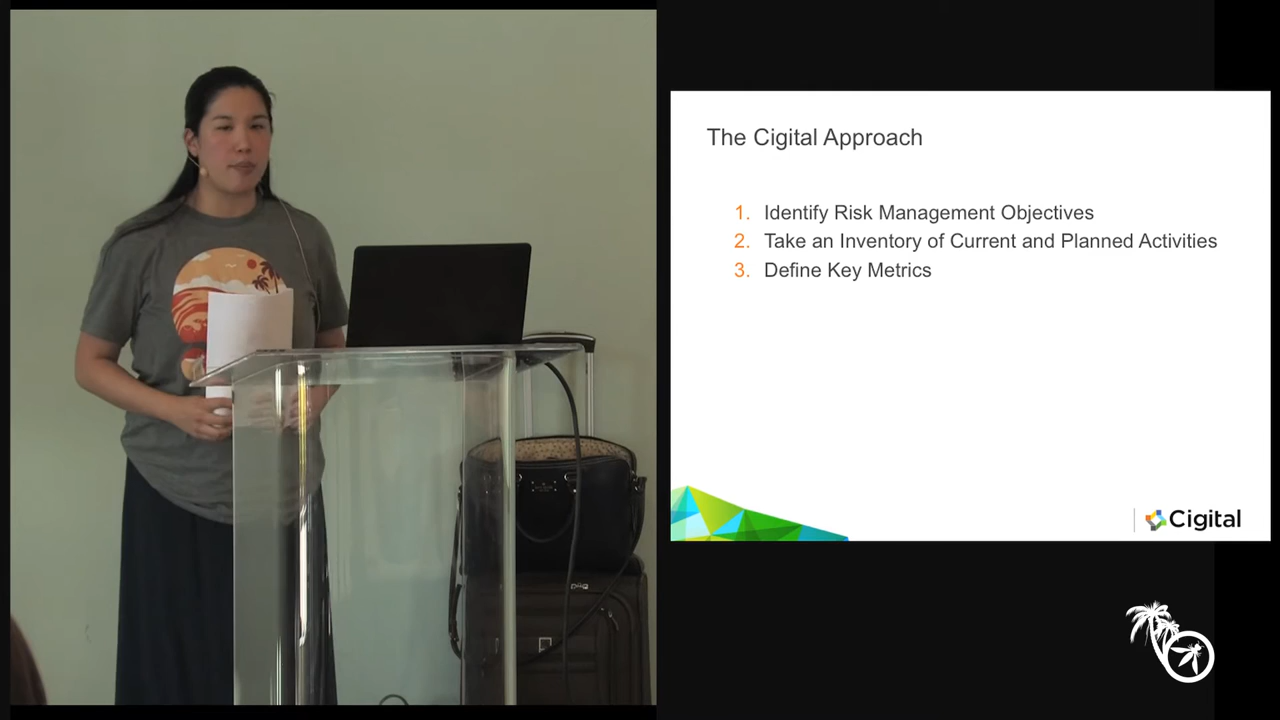 The Cigital Approach
1. Identify Risk Management Objectives
2. Take an Inventory of Current and Planned Activities
3. Define Key Metrics
Cigital